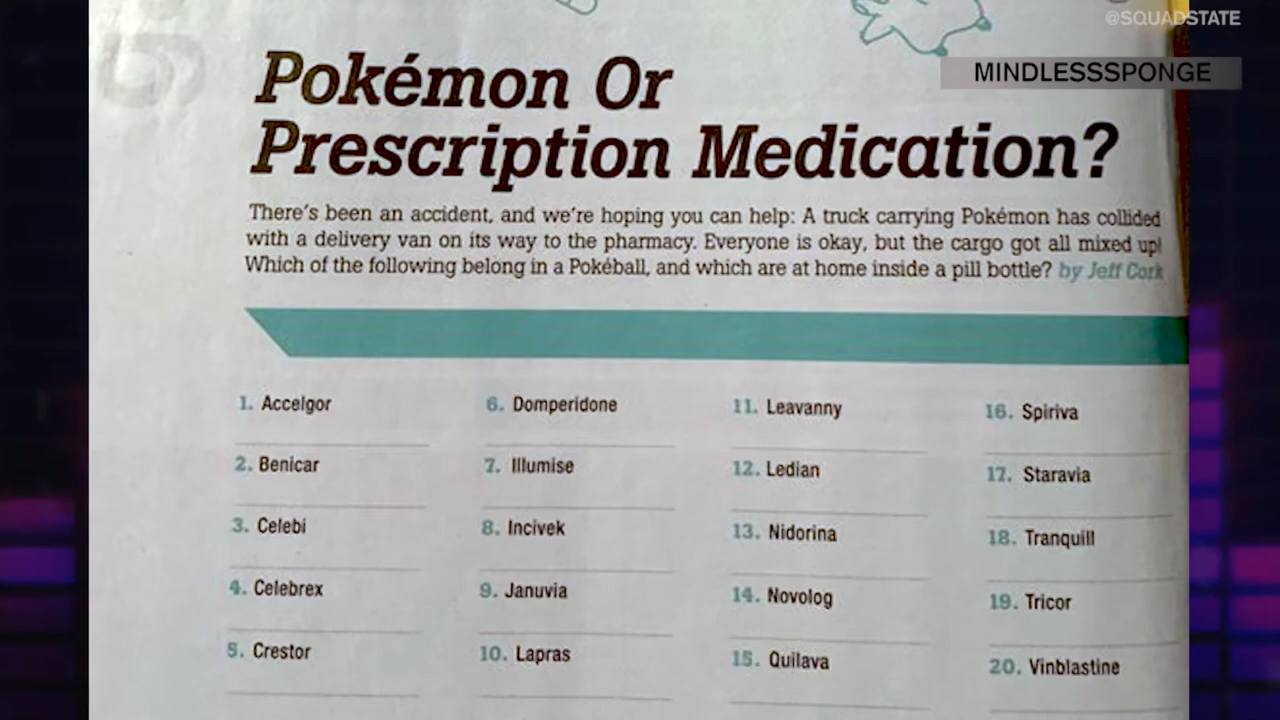 @SQUADSTATE
MINDLESSSPONGE
Pokémon Or
Prescription Medication?
There's been an accident, and we're hoping you can help: A truck carrying Pokémon has collided
with a delivery van on its way to the pharmacy. Everyone is okay, but the cargo got all mixed up!
Which of the following belong in a Pokéball, and which are at home inside a pill bottle? by Jeff Cork
1. Accelgor
2. Benicar
3. Celebi
4. Celebrex
5. Crestor
6. Domperidone
7. Illumise
8. Incivek
9. Januvia
10. Lapras
11. Leavanny
12. Ledian
13. Nidorina
14. Novolog
15. Quilava
16. Spiriva
17. Staravia
18. Tranquill
19. Tricor
20. Vinblastine